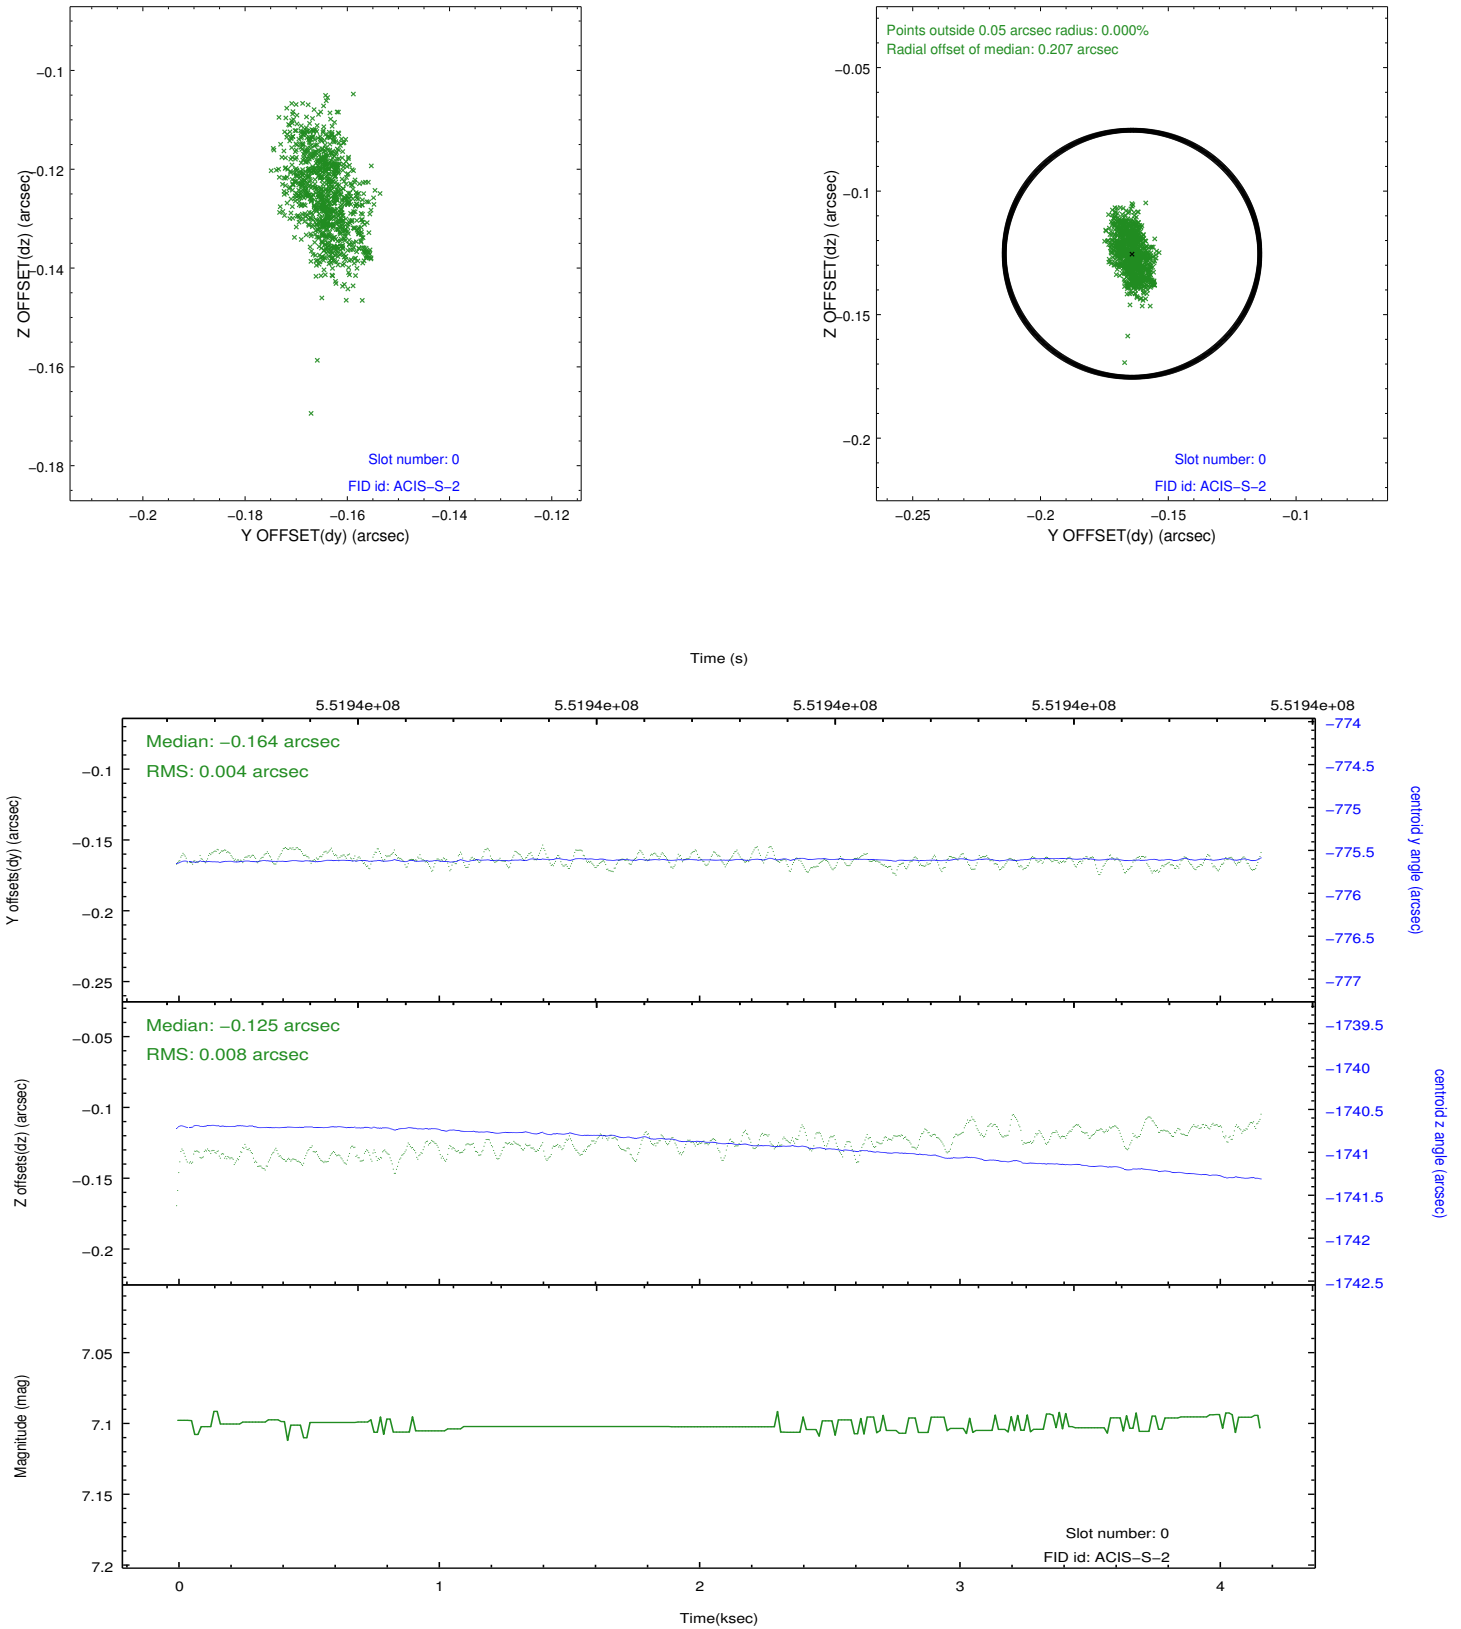 −0.1
−0.12
−0.14
−0.16
−0.18
Z OFFSET(dz) (arcsec)
Slot number: 0
FID id: ACIS−S−2
−0.2
−0.18
−0.16
−0.14
−0.12
Y OFFSET(dy) (arcsec)
Points outside 0.05 arcsec radius: 0.000%
Radial offset of median: 0.207 arcsec
−0.05
−0.1
−0.15
−0.2
Z OFFSET(dz) (arcsec)
Slot number: 0
FID id: ACIS−S−2
−0.25
−0.2
−0.15
−0.1
Y OFFSET(dy) (arcsec)
Time (s)
5.5194e+08
5.5194e+08
5.5194e+08
5.5194e+08
5.5194e+08
Median: −0.164 arcsec
RMS: 0.004 arcsec
−0.1
−0.15
−0.2
−0.25
Y offsets(dy) (arcsec)
−774
−774.5
−775
−775.5
−776
−776.5
−777
centroid y angle (arcsec)
Median: −0.125 arcsec
RMS: 0.008 arcsec
−0.05
−0.1
−0.15
−0.2
Z offsets(dz) (arcsec)
−1739.5
−1740
−1740.5
−1741
−1741.5
−1742
−1742.5
centroid z angle (arcsec)
7.05
7.1
7.15
7.2
Magnitude (mag)
Slot number: 0
FID id: ACIS−S−2
0
1
2
3
4
Time(ksec)